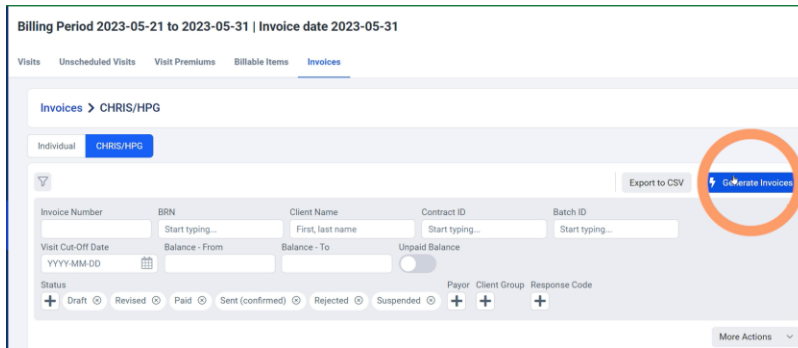 Billing Period 2023-05-21 to 2023-05-31 | Invoice date 2023-05-31
Visits Unscheduled Visits Visit Premiums Billable Items Invoices
Invoices > CHRIS/HPG
Individual CHRIS/HPG
Export to CSV Generate Invoices
Invoice Number BRN Client Name Contract ID Batch ID
Start typing... First, last name Start typing... Start typing...
Visit Cut-Off Date Balance - From Balance - To Unpaid Balance
YYYY-MM-DD
Status Payor Client Group Response Code
Draft Revised Paid Sent (confirmed) Rejected Suspended
More Actions